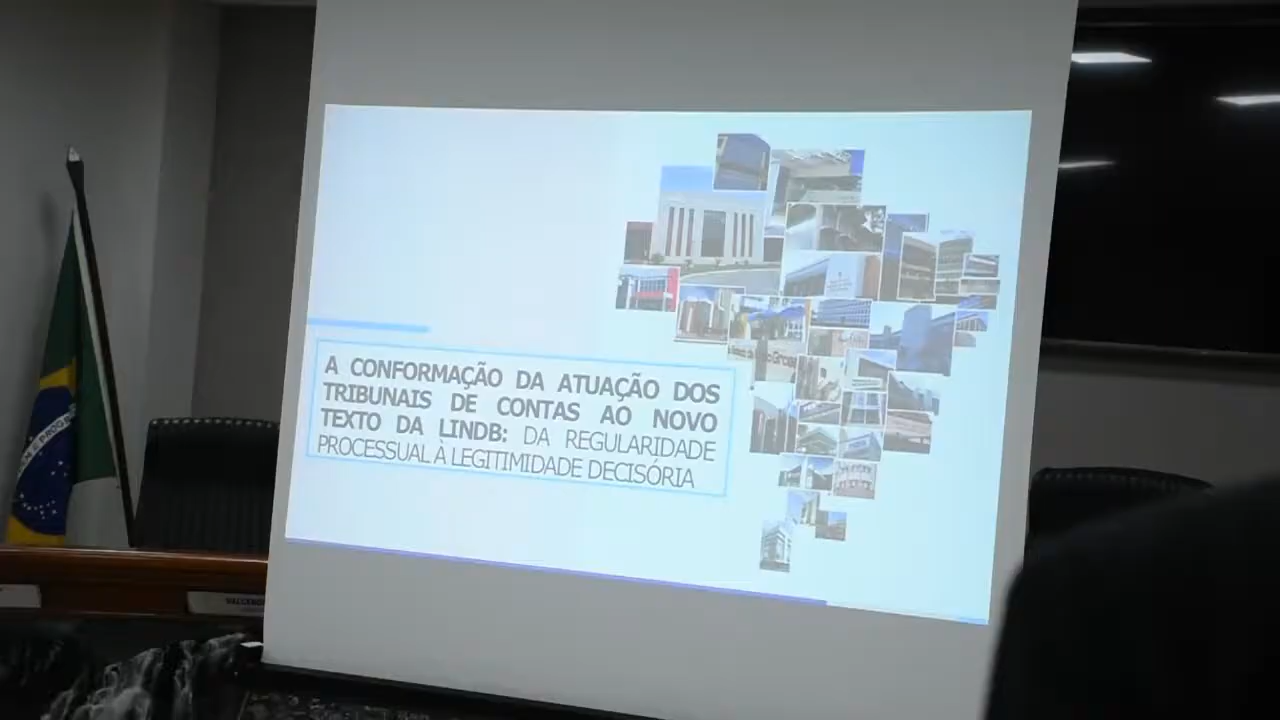 A CONFORMAÇÃO DA ATUAÇÃO DOS
TRIBUNAIS DE CONTAS AO NOVO
TEXTO DA LINDB: DA REGULARIDADE
PROCESSUAL À LEGITIMIDADE DECISÓRIA